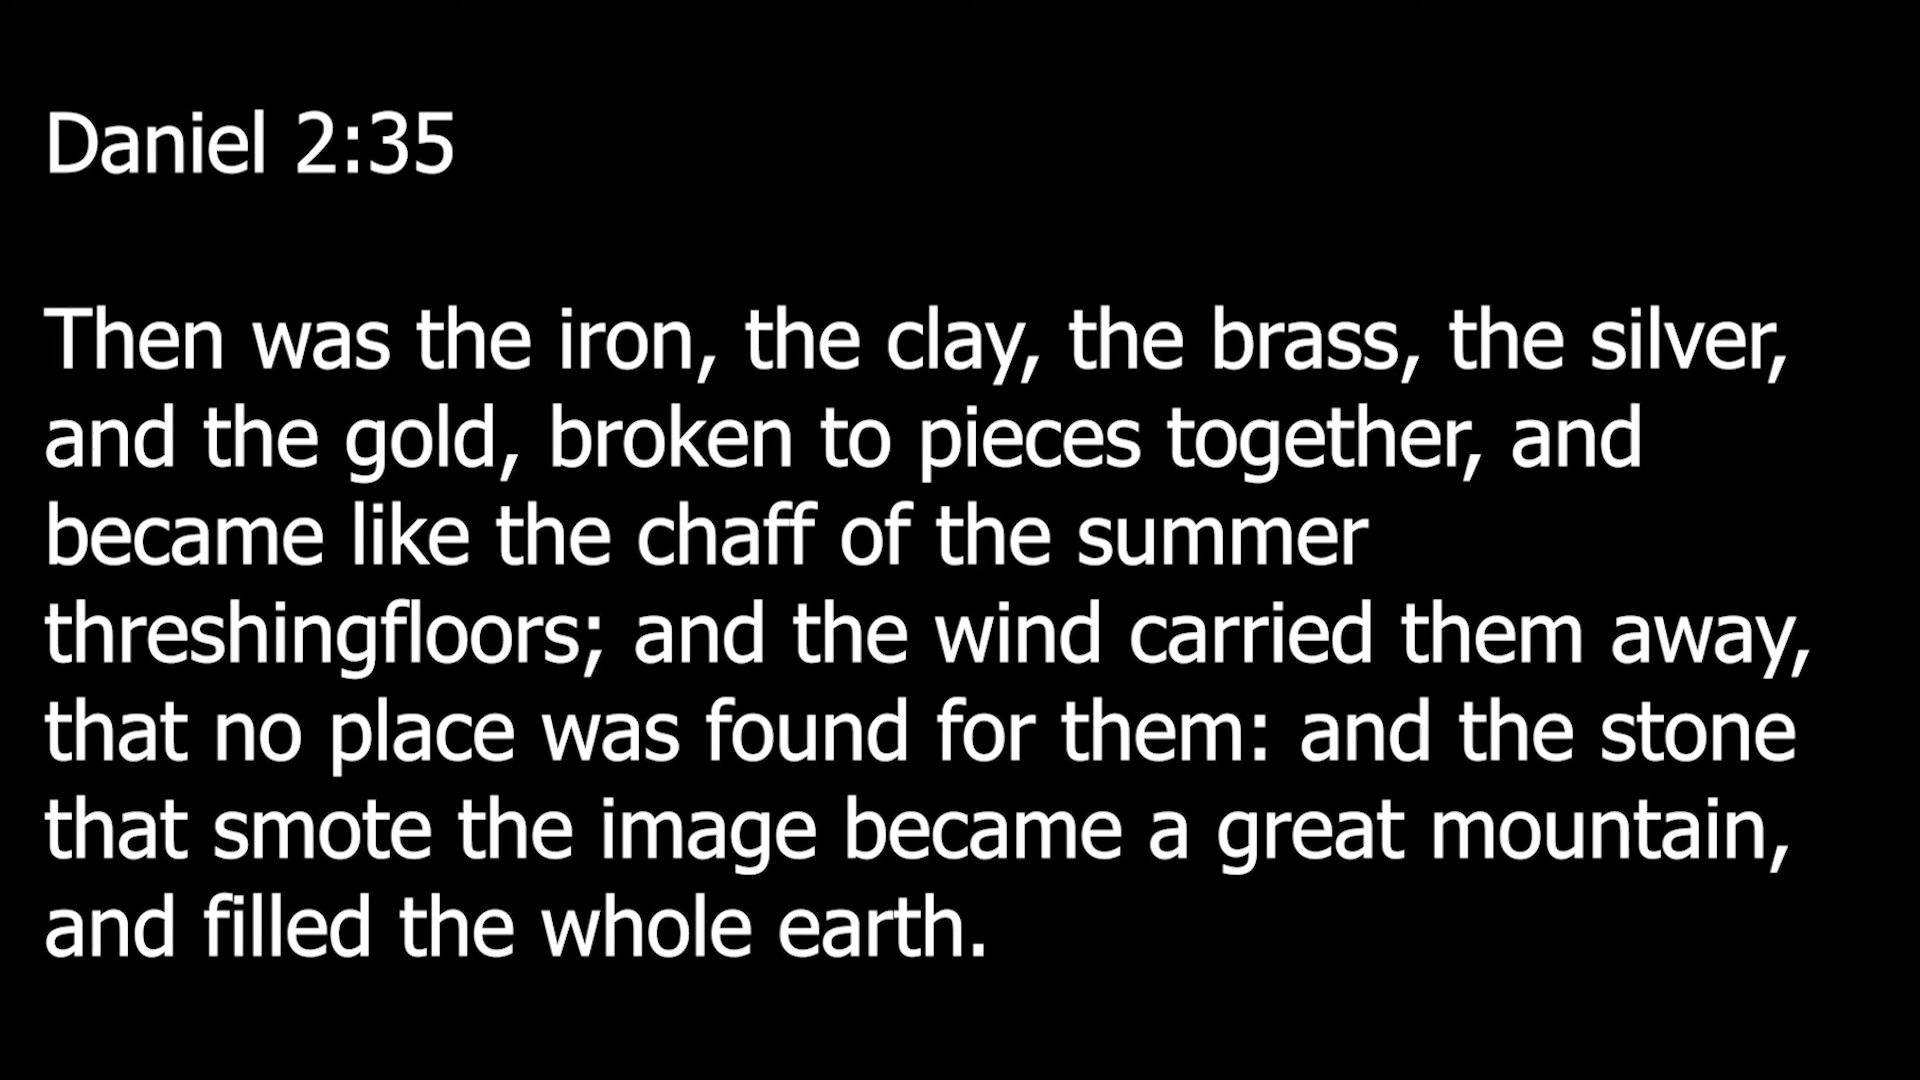 Daniel 2:35
Then was the iron, the clay, the brass, the silver,
and the gold, broken to pieces together, and
became like the chaff of the summer
threshingfloors; and the wind carried them away,
that no place was found for them: and the stone
that smote the image became a great mountain,
and filled the whole earth.